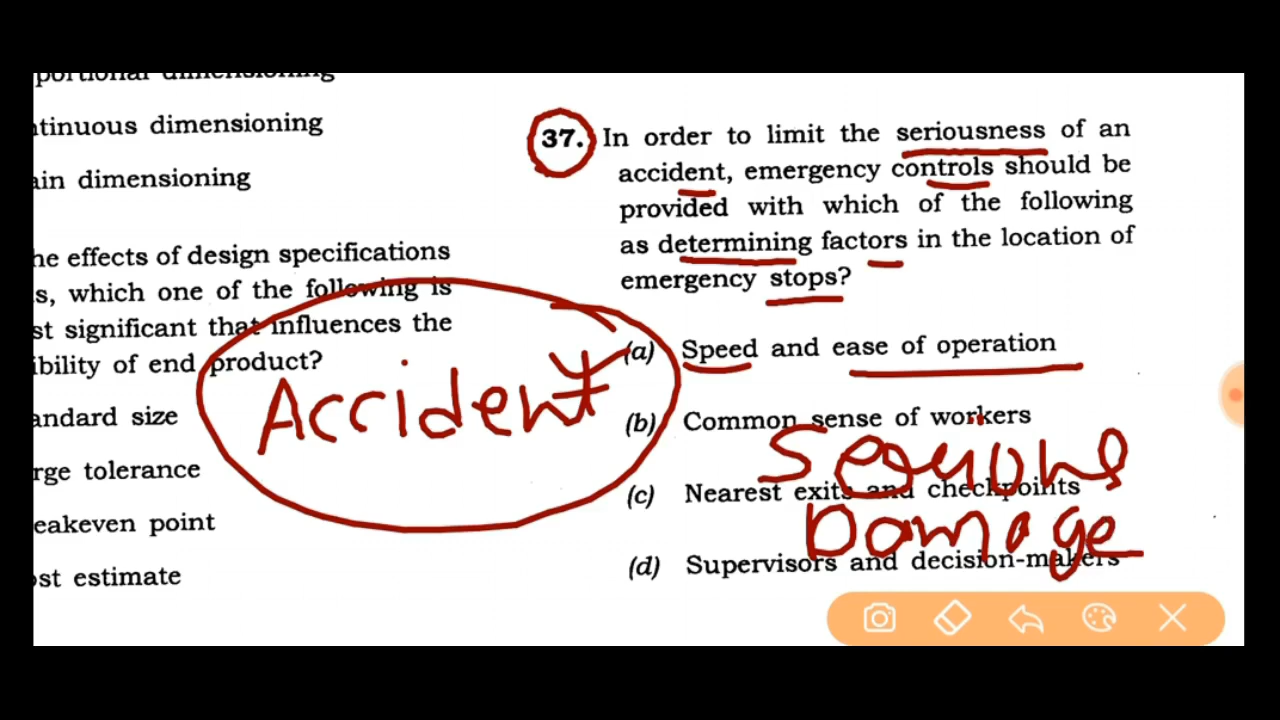 portional dimensioning
ntinuous dimensioning
ain dimensioning
he effects of design specifications
s, which one of the following is
st significant that influences the
ibility of end product?
andard size
rge tolerance
eakeven point
ost estimate
37. In order to limit the seriousness of an
accident, emergency controls should be
provided with which of the following
as determining factors in the location of
emergency stops?
(a) Speed and ease of operation
(b) Common sense of workers
(c) Nearest exits and checkpoints
(d) Supervisors and decision-makers
Accident
Damage